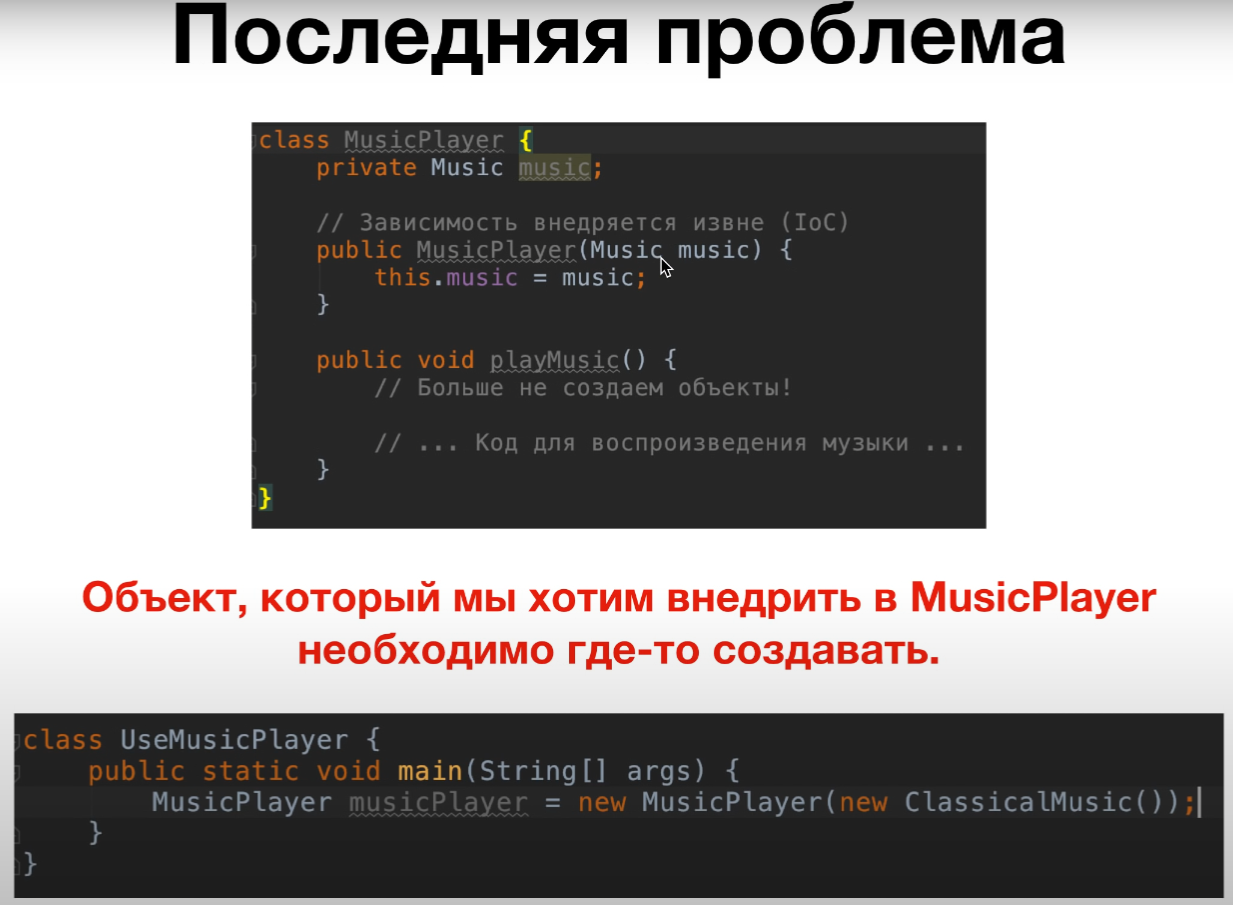 Последняя проблема
class MusicPlayer {
private Music music;
// Зависимость внедряется извне (IoC)
public MusicPlayer(Music music) {
this.music = music;
}
public void playMusic() {
// Больше не создаем объекты!
// ... Код для воспроизведения музыки ...
}
}
Объект, который мы хотим внедрить в MusicPlayer
необходимо где-то создавать.
class UseMusicPlayer {
public static void main(String[] args) {
MusicPlayer musicPlayer = new MusicPlayer(new ClassicalMusic());
}
}